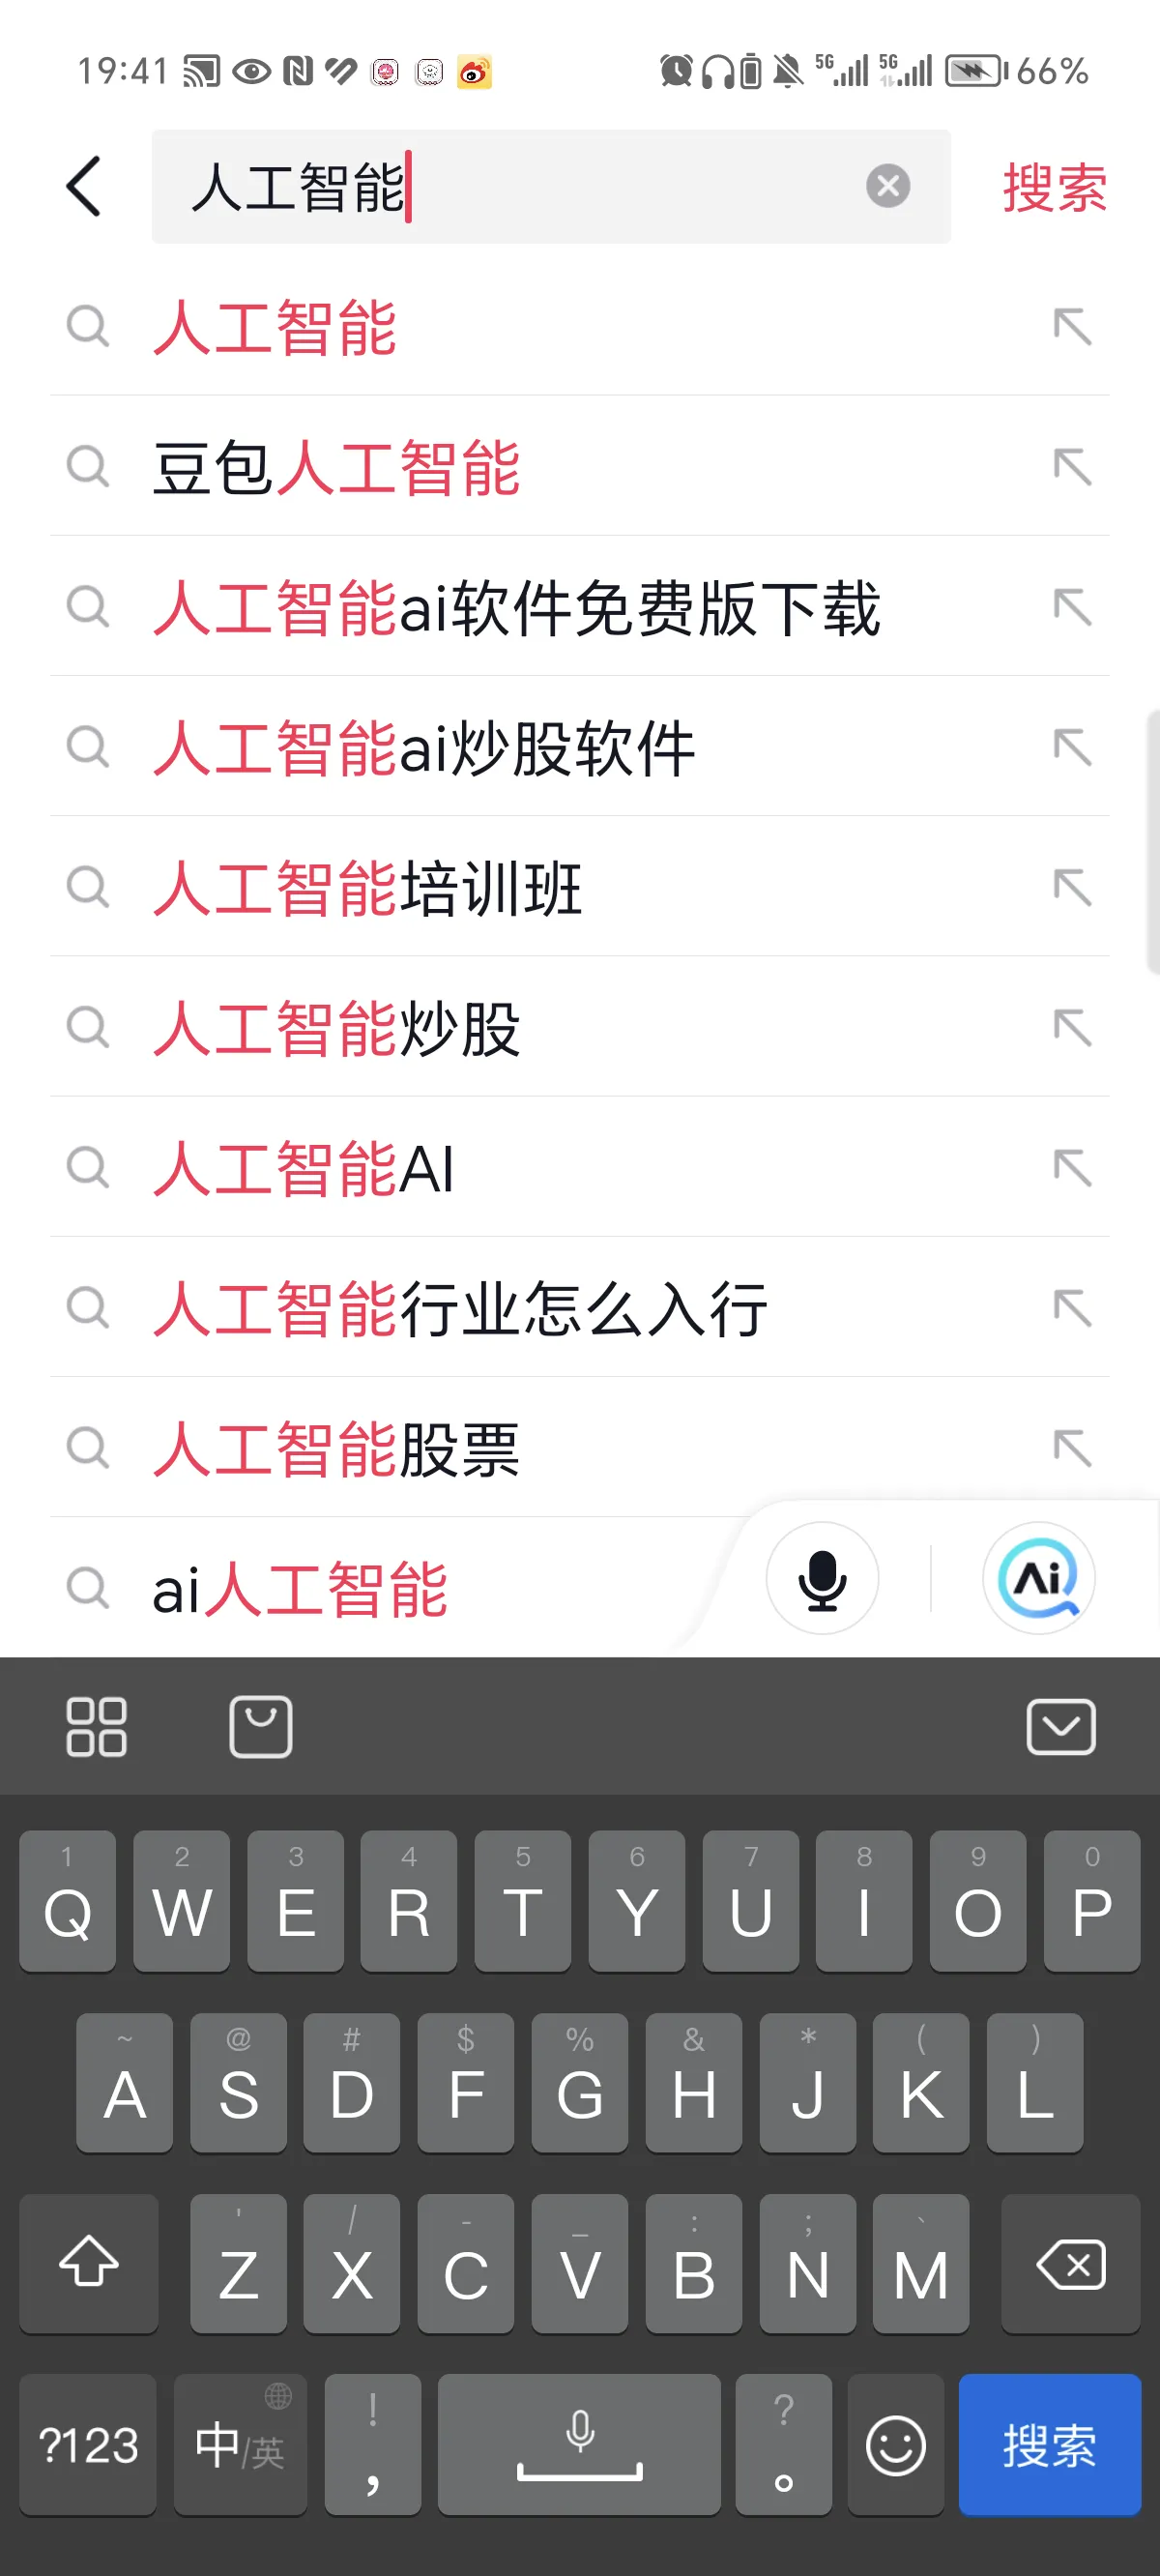 19:41 5G 5G 66%
人工智能 搜索
人工智能
豆包人工智能
人工智能ai软件免费版下载
人工智能ai炒股软件
人工智能培训班
人工智能炒股
人工智能AI
人工智能行业怎么入行
人工智能股票
ai人工智能
Ai
1 2 3 4 5 6 7 8 9 0
Q W E R T Y U I O P
~ @ # $ % & * ( )
A S D F G H J K L
' / - _ : ; `
Z X C V B N M
! ?
?123 中/英 , 。 搜索